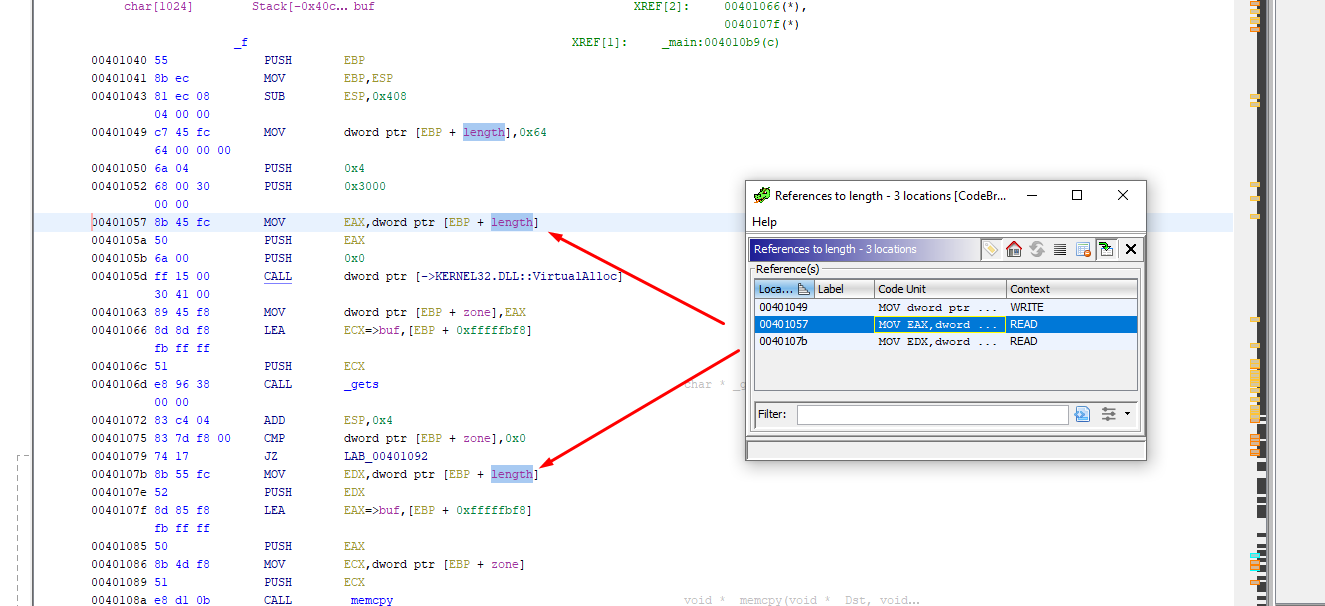 char[1024] Stack[-0x40c... buf XREF[2]: 00401066(*),
0040107f(*)
_f XREF[1]: _main:004010b9(c)
00401040 55 PUSH EBP
00401041 8b ec MOV EBP,ESP
00401043 81 ec 08 SUB ESP,0x408
04 00 00
00401049 c7 45 fc MOV dword ptr [EBP + length],0x64
64 00 00 00
00401050 6a 04 PUSH 0x4
00401052 68 00 30 PUSH 0x3000
00 00
00401057 8b 45 fc MOV EAX,dword ptr [EBP + length]
0040105a 50 PUSH EAX
0040105b 6a 00 PUSH 0x0
0040105d ff 15 00 CALL dword ptr [->KERNEL32.DLL::VirtualAlloc]
30 41 00
00401063 89 45 f8 MOV dword ptr [EBP + zone],EAX
00401066 8d 8d f8 LEA ECX=>buf,[EBP + 0xfffffbf8]
fb ff ff
0040106c 51 PUSH ECX
0040106d e8 96 38 CALL _gets char * _g
00 00
00401072 83 c4 04 ADD ESP,0x4
00401075 83 7d f8 00 CMP dword ptr [EBP + zone],0x0
00401079 74 17 JZ LAB_00401092
0040107b 8b 55 fc MOV EDX,dword ptr [EBP + length]
0040107e 52 PUSH EDX
0040107f 8d 85 f8 LEA EAX=>buf,[EBP + 0xfffffbf8]
fb ff ff
00401085 50 PUSH EAX
00401086 8b 4d f8 MOV ECX,dword ptr [EBP + zone]
00401089 51 PUSH ECX
0040108a e8 d1 0b CALL _memcpy void * _memcpy(void * _Dst, void...
References to length - 3 locations [CodeBr...
Help
References to length - 3 locations
Reference(s)
Loca... Label Code Unit Context
00401049 MOV dword ptr ... WRITE
00401057 MOV EAX,dword ... READ
0040107b MOV EDX,dword ... READ
Filter: